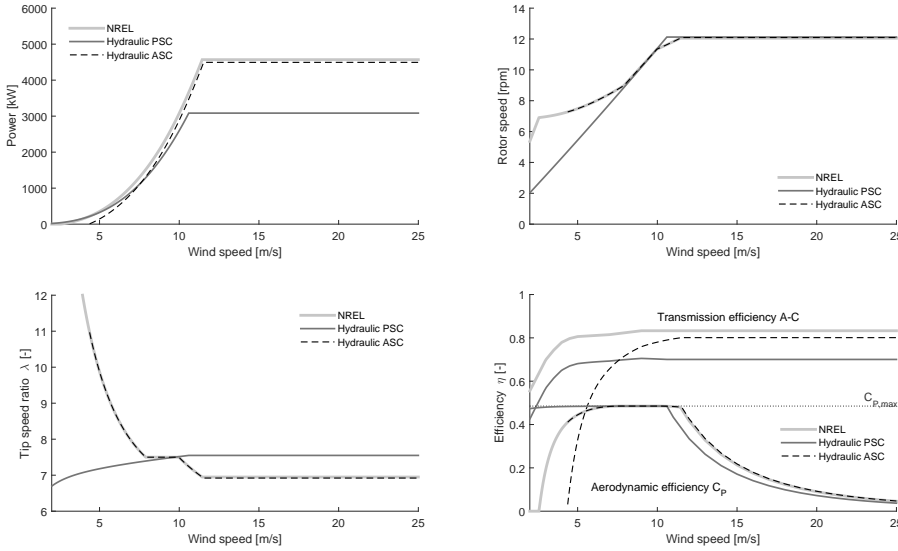 6000
5000
4000
3000
2000
1000
0
5 10 15 20 25
Power [kW]
Wind speed [m/s]
NREL
Hydraulic PSC
Hydraulic ASC
14
12
10
8
6
4
2
0
5 10 15 20 25
Rotor speed [rpm]
Wind speed [m/s]
NREL
Hydraulic PSC
Hydraulic ASC
12
11
10
9
8
7
6
5 10 15 20 25
Tip speed ratio λ [-]
Wind speed [m/s]
NREL
Hydraulic PSC
Hydraulic ASC
1
0.8
0.6
0.4
0.2
0
5 10 15 20 25
Efficiency η [-]
Wind speed [m/s]
Transmission efficiency A-C
C_P,max
NREL
Hydraulic PSC
Hydraulic ASC
Aerodynamic efficiency C_P